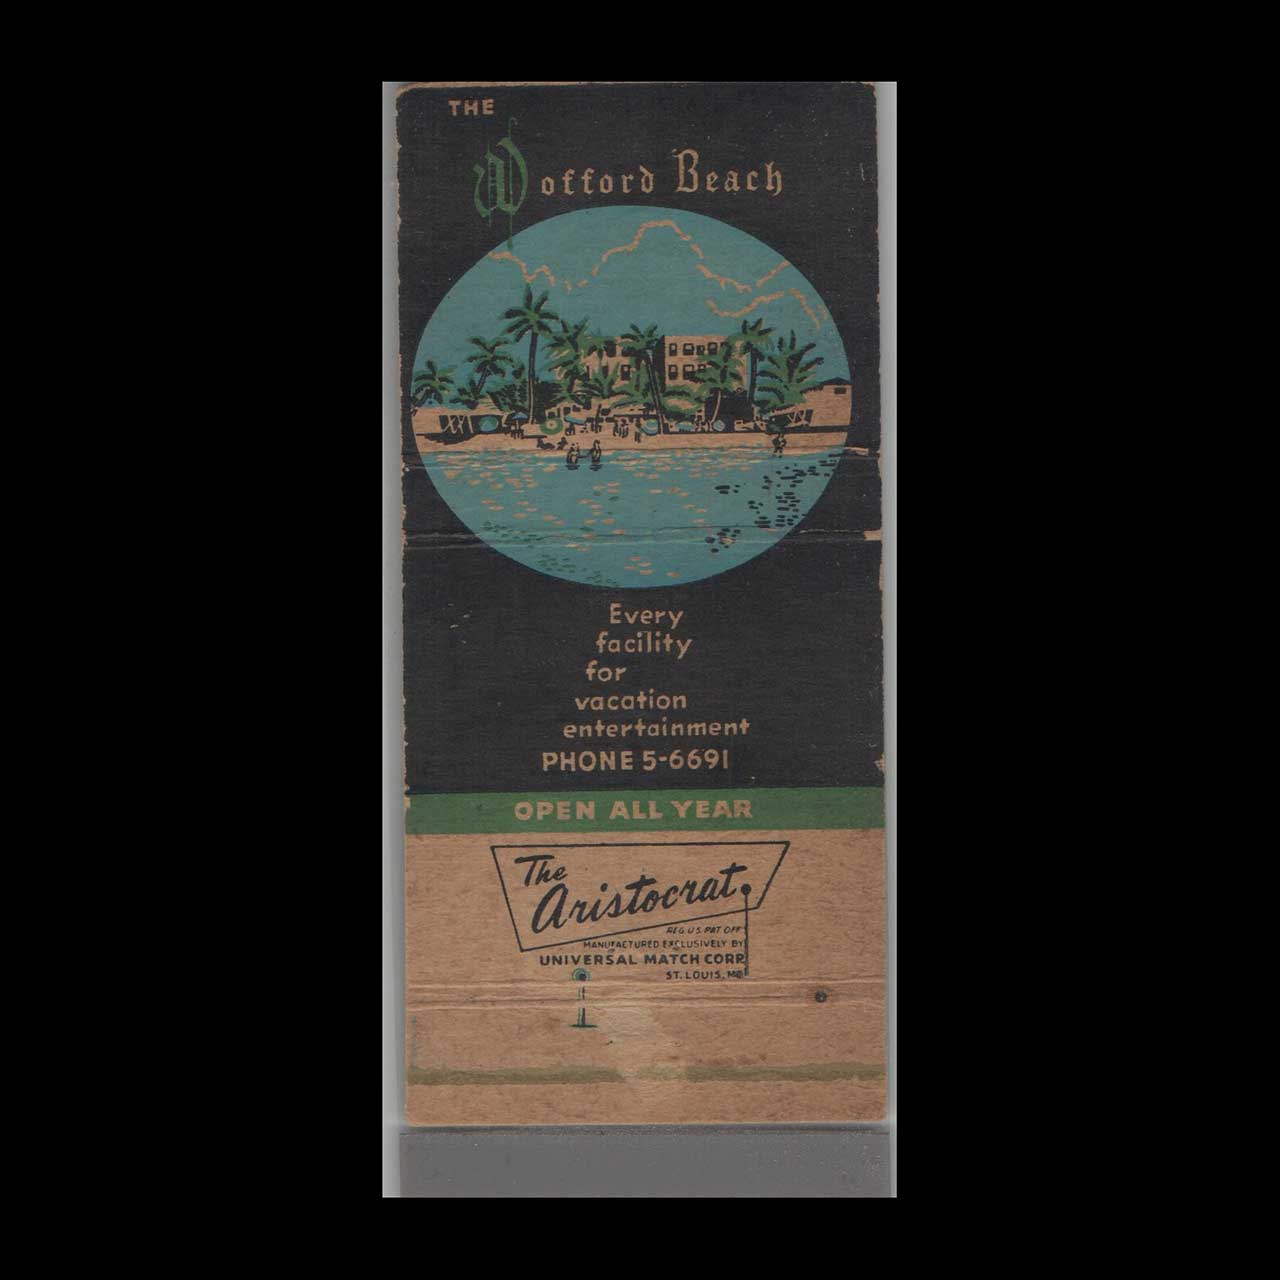 THE
Wofford Beach
Every
facility
for
vacation
entertainment
PHONE 5-6691
OPEN ALL YEAR
The
Aristocrat
REG. U.S. PAT OFF
MANUFACTURED EXCLUSIVELY BY
UNIVERSAL MATCH CORP
ST. LOUIS, MO